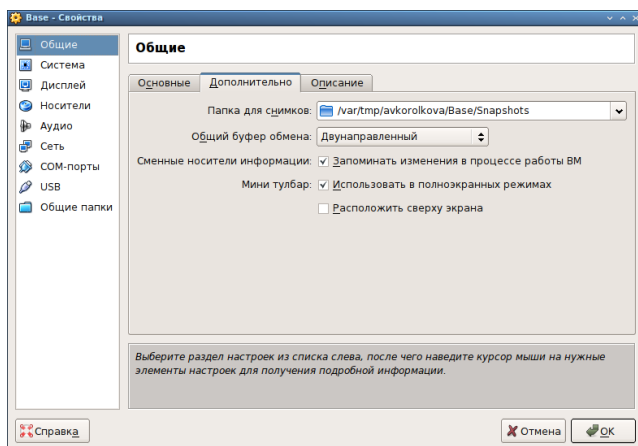 Base - Свойства
Общие
Система
Дисплей
Носители
Аудио
Сеть
COM-порты
USB
Общие папки
Общие
Основные Дополнительно Описание
Папка для снимков: /var/tmp/avkorolkova/Base/Snapshots
Общий буфер обмена: Двунаправленный
Сменные носители информации: Запоминать изменения в процессе работы ВМ
Мини тулбар: Использовать в полноэкранных режимах
Расположить сверху экрана
Выберите раздел настроек из списка слева, после чего наведите курсор мыши на нужные
элементы настроек для получения подробной информации.
Справка Отмена OK